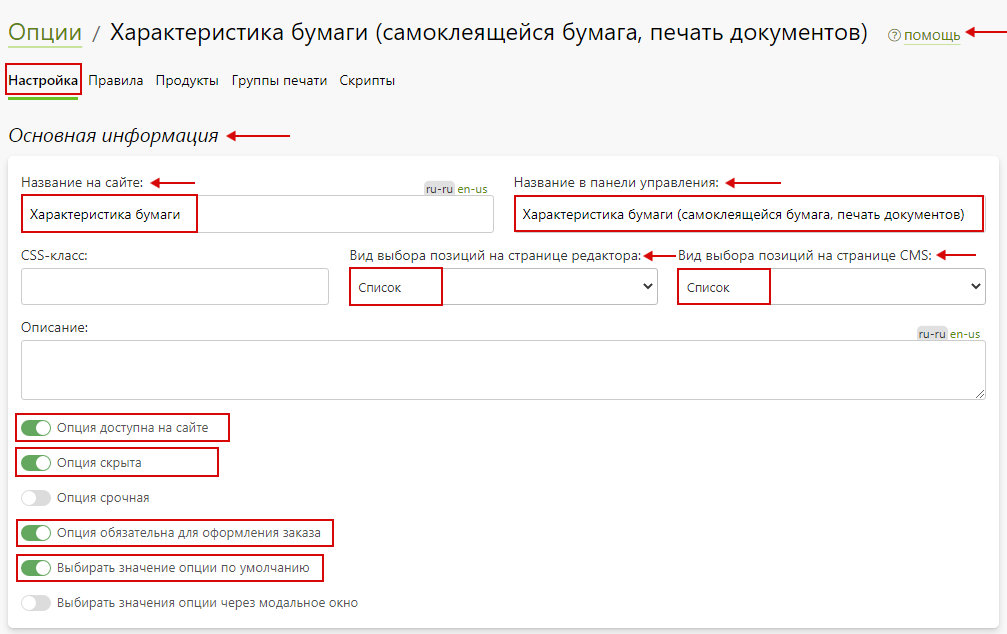 Опции / Характеристика бумаги (самоклеящейся бумага, печать документов) ? помощь
Настройка Правила Продукты Группы печати Скрипты
Основная информация
Название на сайте: ru-ru en-us Название в панели управления:
Характеристика бумаги Характеристика бумаги (самоклеящейся бумага, печать документов)
CSS-класс: Вид выбора позиций на странице редактора: Вид выбора позиций на странице CMS:
Список Список
Описание: ru-ru en-us
Опция доступна на сайте
Опция скрыта
Опция срочная
Опция обязательна для оформления заказа
Выбирать значение опции по умолчанию
Выбирать значения опции через модальное окно